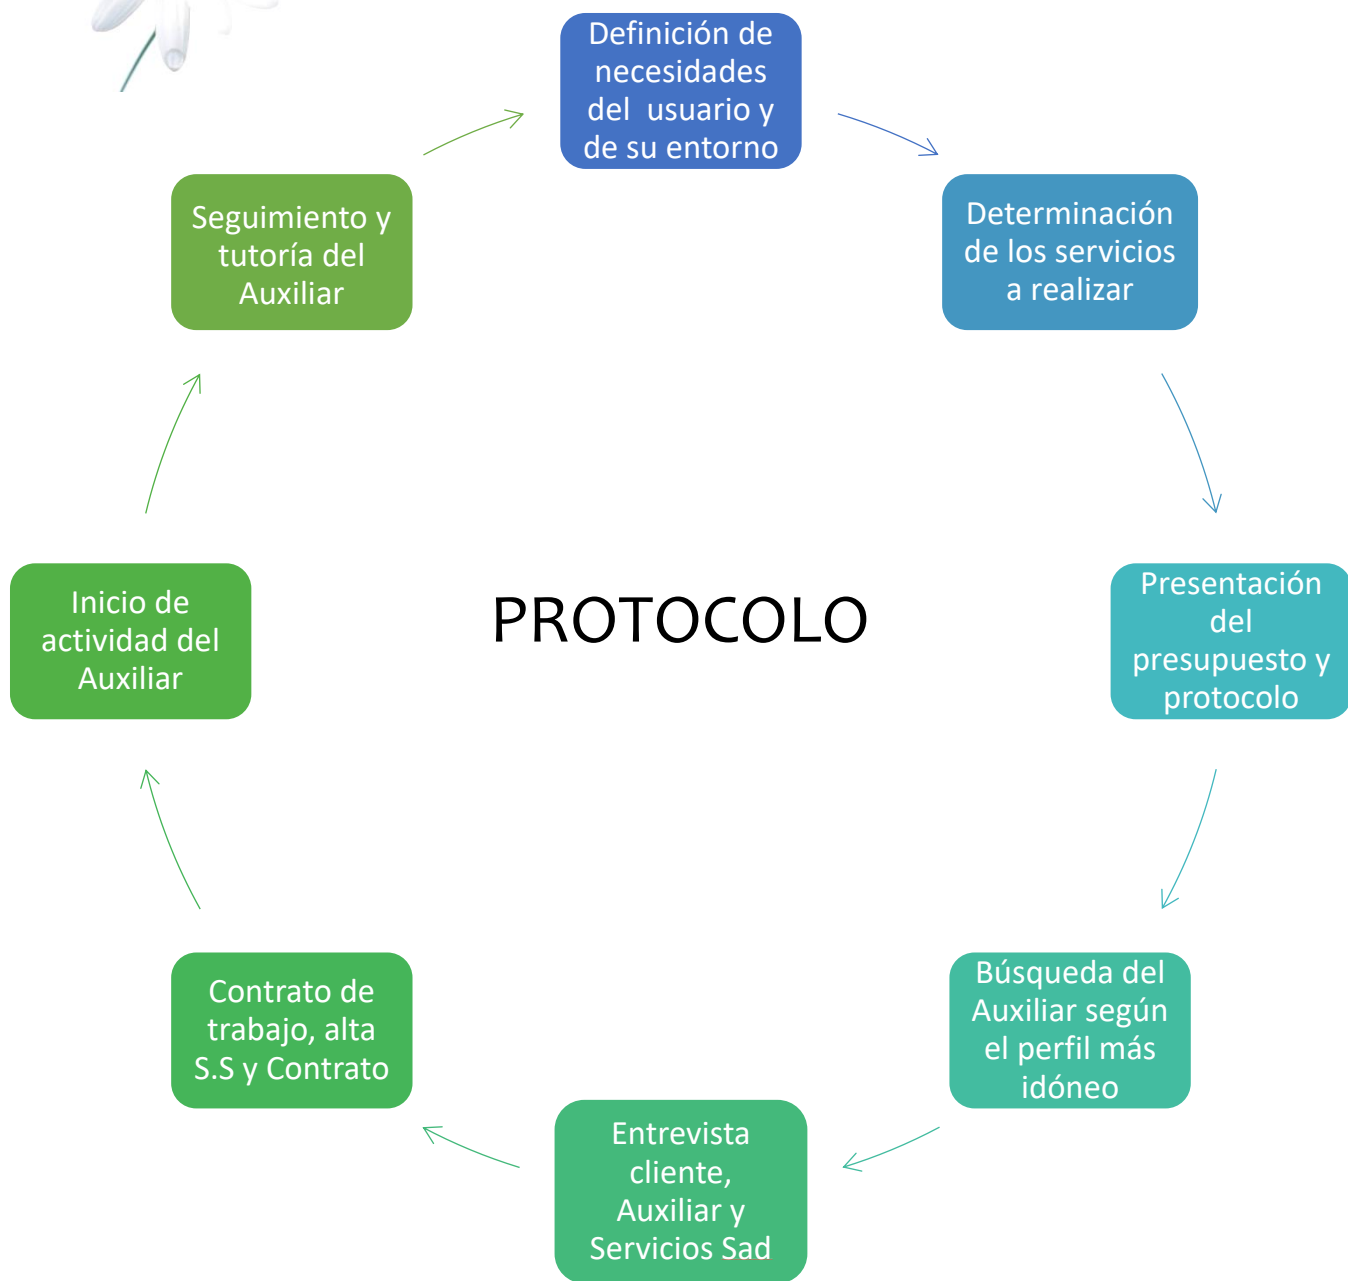 Definición de
necesidades
del usuario y
de su entorno
Determinación
de los servicios
a realizar
Presentación
del
presupuesto y
protocolo
Búsqueda del
Auxiliar según
el perfil más
idóneo
Entrevista
cliente,
Auxiliar y
Servicios Sad
Contrato de
trabajo, alta
S.S y Contrato
Inicio de
actividad del
Auxiliar
Seguimiento y
tutoría del
Auxiliar
PROTOCOLO